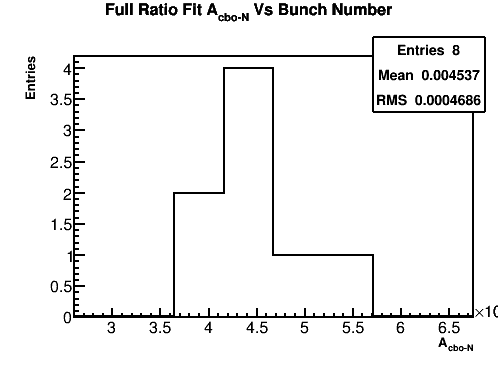 Full Ratio Fit A_cbo-N Vs Bunch Number
Entries 8
Mean 0.004537
RMS 0.0004686
Entries
4
3.5
3
2.5
2
1.5
1
0.5
0
3 3.5 4 4.5 5 5.5 6 6.5
×10
A_cbo-N